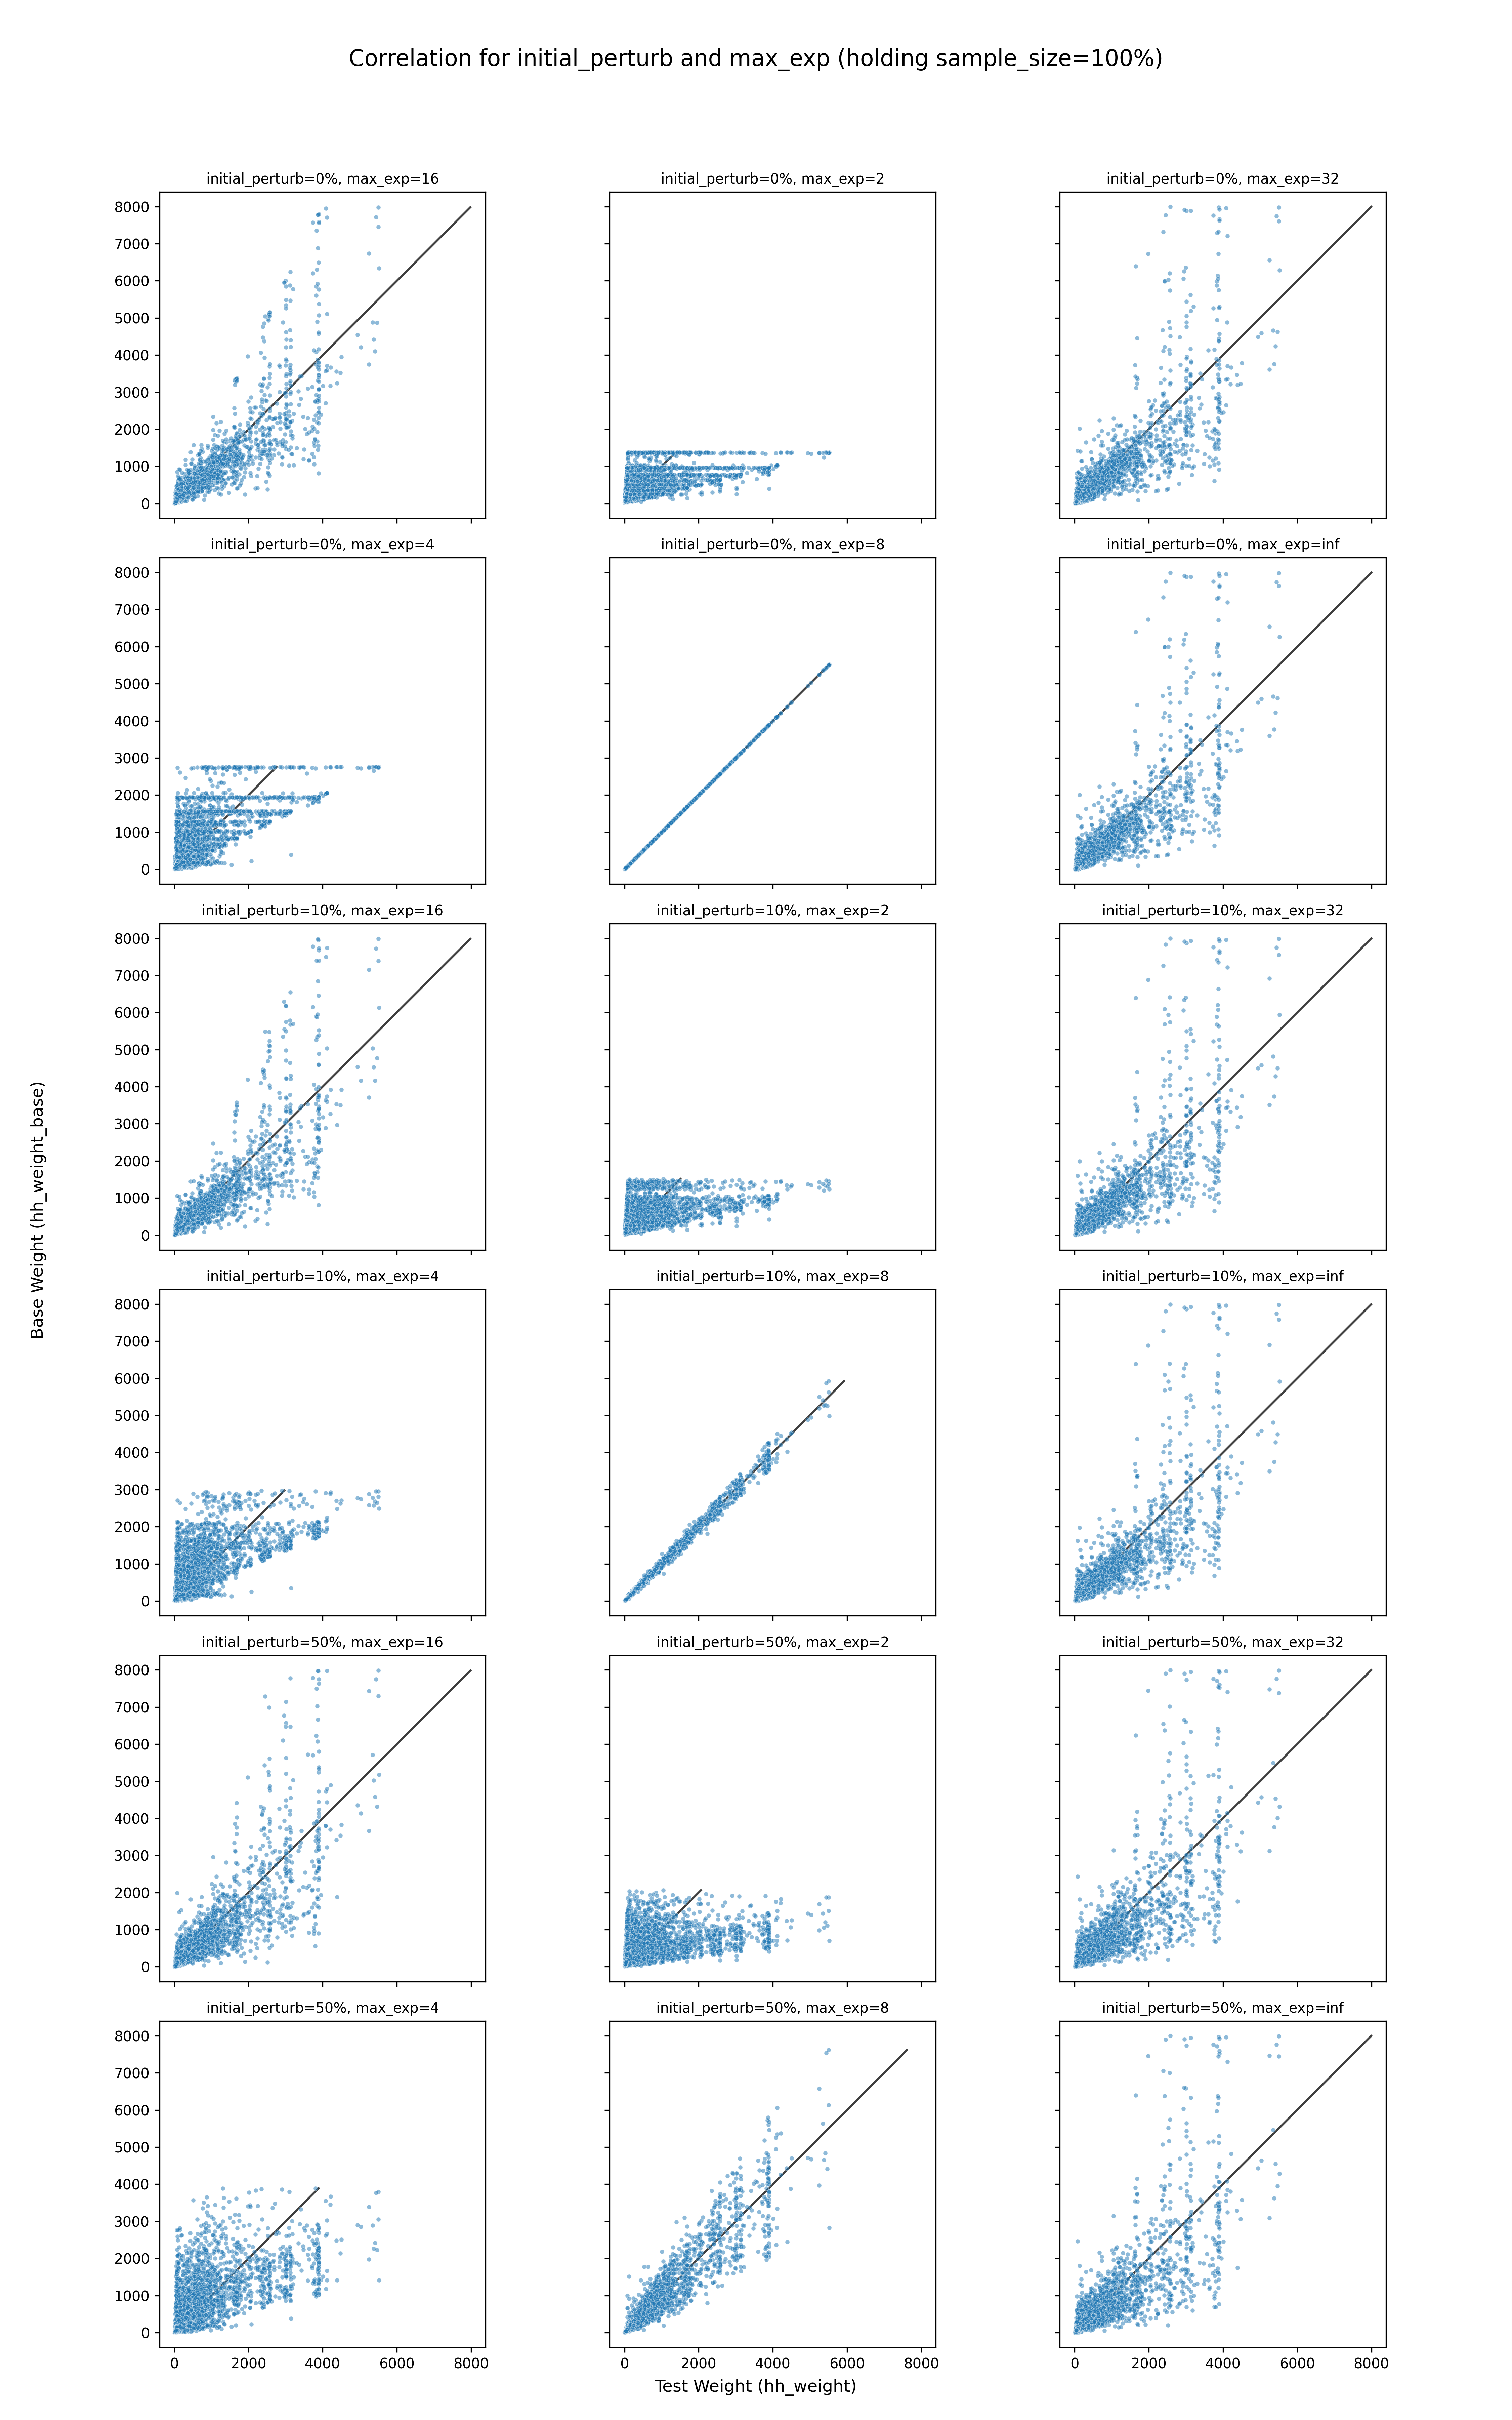 Correlation for initial_perturb and max_exp (holding sample_size=100%)
initial_perturb=0%, max_exp=16
initial_perturb=0%, max_exp=2
initial_perturb=0%, max_exp=32
8000
7000
6000
5000
4000
3000
2000
1000
0
initial_perturb=0%, max_exp=4
initial_perturb=0%, max_exp=8
initial_perturb=0%, max_exp=inf
8000
7000
6000
5000
4000
3000
2000
1000
0
initial_perturb=10%, max_exp=16
initial_perturb=10%, max_exp=2
initial_perturb=10%, max_exp=32
8000
7000
6000
5000
4000
3000
2000
1000
0
Base Weight (hh_weight_base)
initial_perturb=10%, max_exp=4
initial_perturb=10%, max_exp=8
initial_perturb=10%, max_exp=inf
8000
7000
6000
5000
4000
3000
2000
1000
0
initial_perturb=50%, max_exp=16
initial_perturb=50%, max_exp=2
initial_perturb=50%, max_exp=32
8000
7000
6000
5000
4000
3000
2000
1000
0
initial_perturb=50%, max_exp=4
initial_perturb=50%, max_exp=8
initial_perturb=50%, max_exp=inf
8000
7000
6000
5000
4000
3000
2000
1000
0
0 2000 4000 6000 8000
0 2000 4000 6000 8000
0 2000 4000 6000 8000
Test Weight (hh_weight)